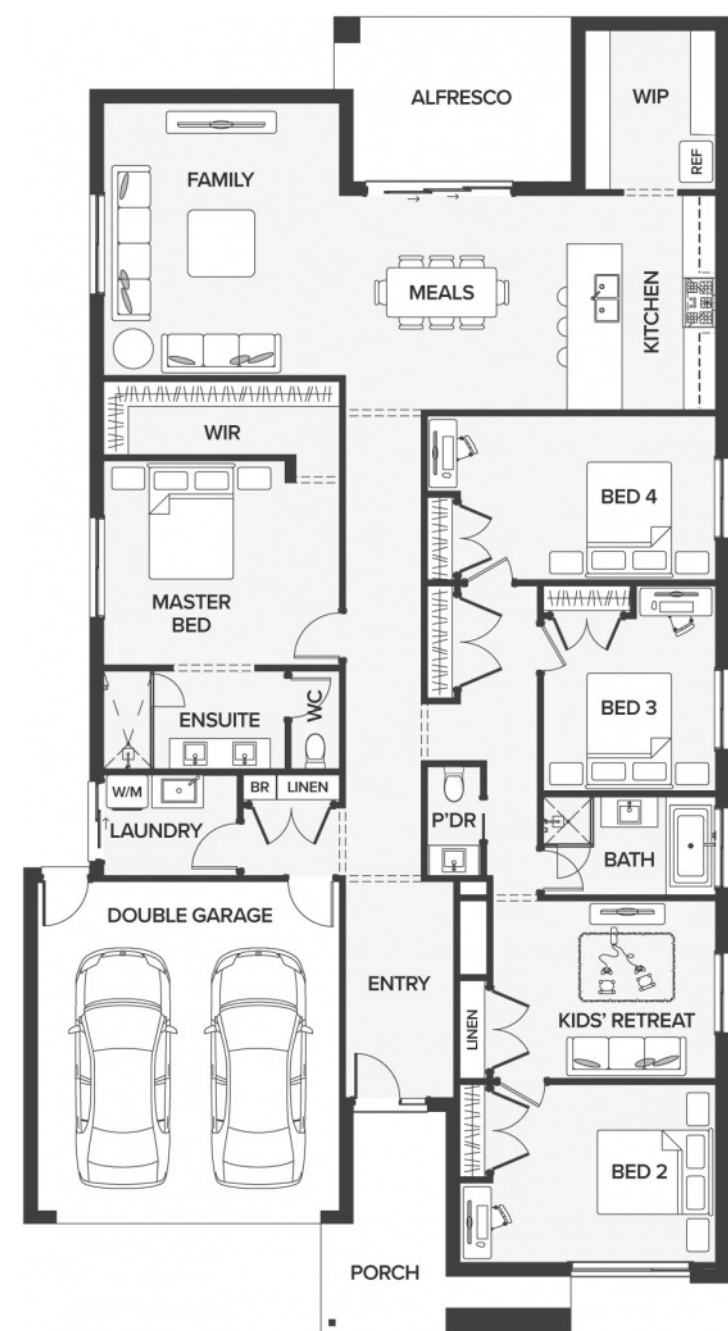 ALFRESCO
WIP
REF
FAMILY
MEALS
KITCHEN
WIR
BED 4
MASTER
BED
BED 3
ENSUITE
WC
W/M
BR
LINEN
LAUNDRY
P'DR
BATH
DOUBLE GARAGE
ENTRY
LINEN
KIDS' RETREAT
BED 2
PORCH